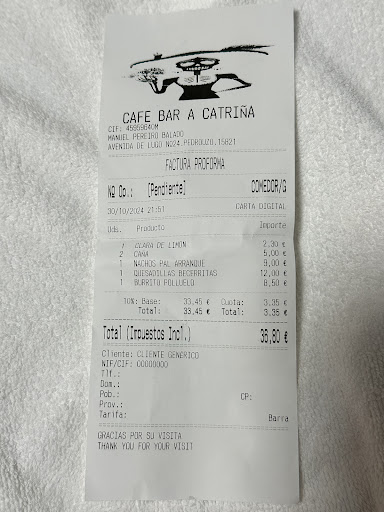 CAFE BAR A CATRIÑA
CIF: 45959640M
MANUEL PEREIRO BALADO
AVENIDA DE LUGO Nº24.PEDROUZO,15821
FACTURA PROFORMA
Nº Op.: [Pendiente] COMEDOR/G
30/10/2024 21:51 CARTA DIGITAL
Uds. Producto Importe
1 CLARA DE LIMÓN 2,30 €
2 CAÑA 5,00 €
1 NACHOS PAL ARRANQUE 9,00 €
1 QUESADILLAS BECERRITAS 12,00 €
1 BURRITO POLLUELO 8,50 €
10% Base: 33,45 € Cuota: 3,35 €
Total: 33,45 € Total: 3,35 €
Total (Impuestos Incl.) 36,80 €
Cliente: CLIENTE GENÉRICO
NIF/CIF: 00000000
Tlf.:
Dom.:
Pob.: CP:
Prov.:
Tarifa: Barra
GRACIAS POR SU VISITA
THANK YOU FOR YOUR VISIT